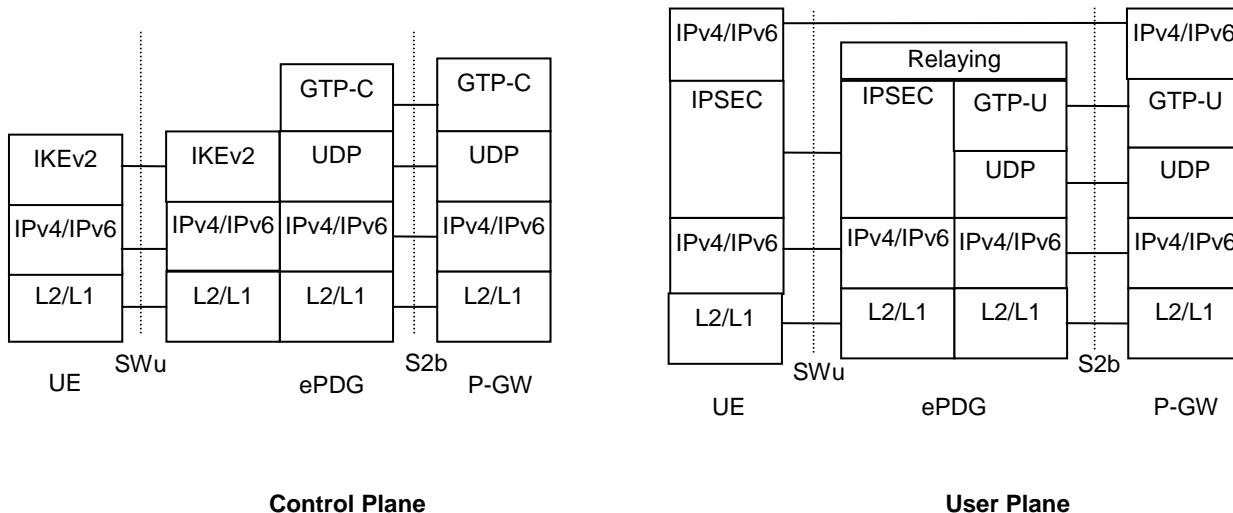 GTP-C
GTP-C
IKEv2
IKEv2
UDP
UDP
IPv4/IPv6
IPv4/IPv6
IPv4/IPv6
IPv4/IPv6
L2/L1
L2/L1
L2/L1
L2/L1
SWu
S2b
UE
ePDG
P-GW
Control Plane
IPv4/IPv6
IPv4/IPv6
Relaying
IPSEC
IPSEC
GTP-U
GTP-U
UDP
UDP
IPv4/IPv6
IPv4/IPv6
IPv4/IPv6
IPv4/IPv6
L2/L1
L2/L1
L2/L1
L2/L1
SWu
S2b
UE
ePDG
P-GW
User Plane